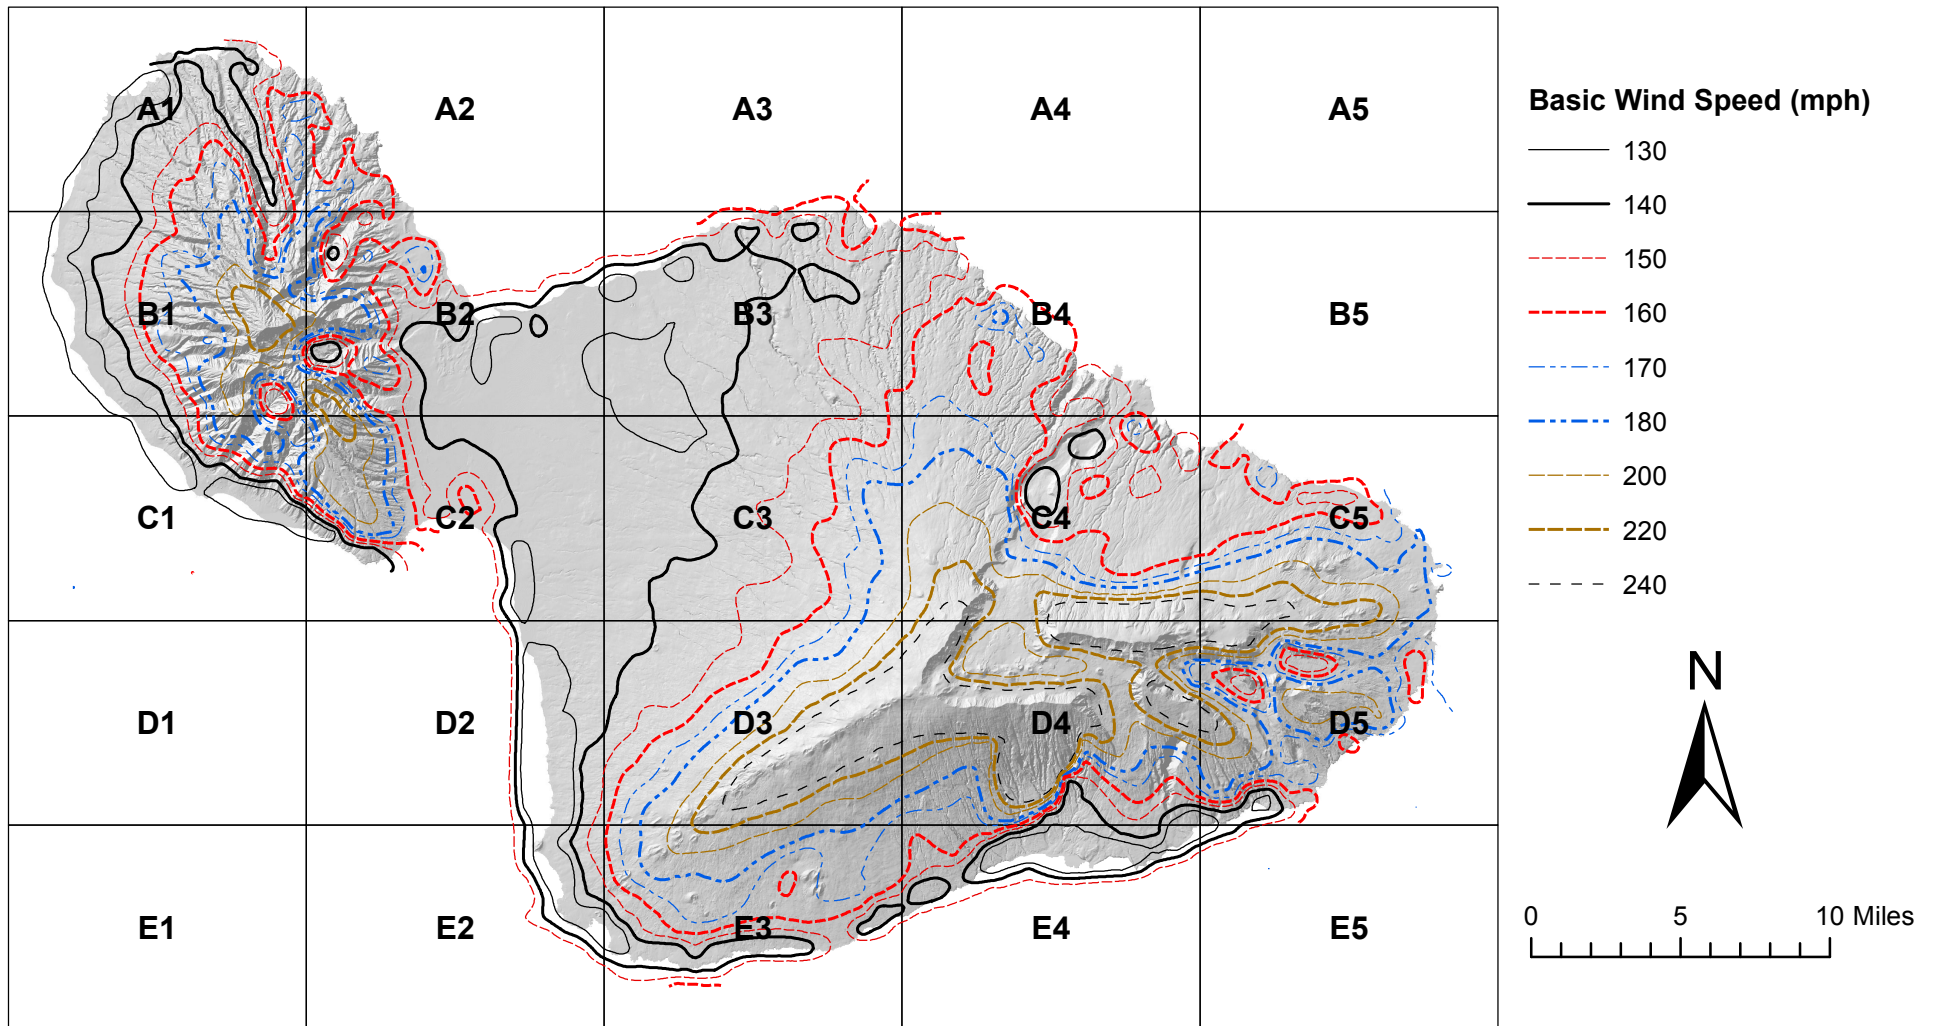 A1 A2 A3 A4 A5
B1 B2 B3 B4 B5
C1 C2 C3 C4 C5
D1 D2 D3 D4 D5
E1 E2 E3 E4 E5
Basic Wind Speed (mph)
130
140
150
160
170
180
200
220
240
N
0 5 10 Miles